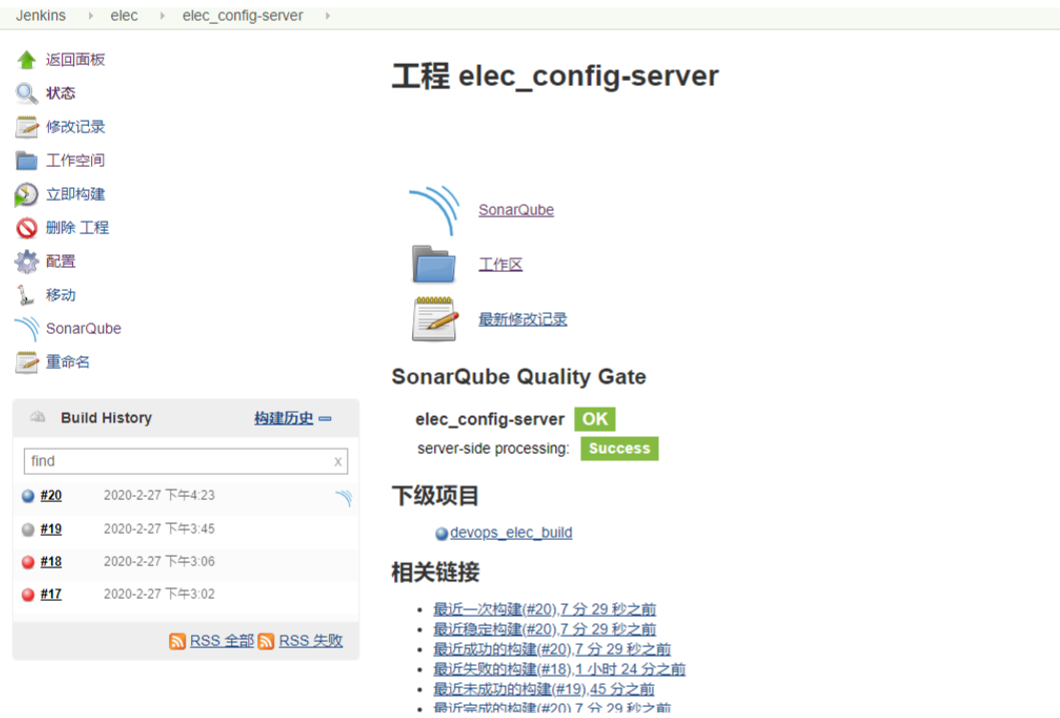 Jenkins elec elec_config-server
返回面板
状态
修改记录
工作空间
立即构建
删除 工程
配置
移动
SonarQube
重命名
Build History 构建历史
find x
#20 2020-2-27 下午4:23
#19 2020-2-27 下午3:45
#18 2020-2-27 下午3:06
#17 2020-2-27 下午3:02
RSS 全部 RSS 失败
工程 elec_config-server
SonarQube
工作区
最新修改记录
SonarQube Quality Gate
elec_config-server OK
server-side processing: Success
下级项目
devops_elec_build
相关链接
最近一次构建(#20),7 分 29 秒之前
最近稳定构建(#20),7 分 29 秒之前
最近成功的构建(#20),7 分 29 秒之前
最近失败的构建(#18),1 小时 24 分之前
最近未成功的构建(#19),45 分之前
最近完成的构建(#20),7 分 29 秒之前